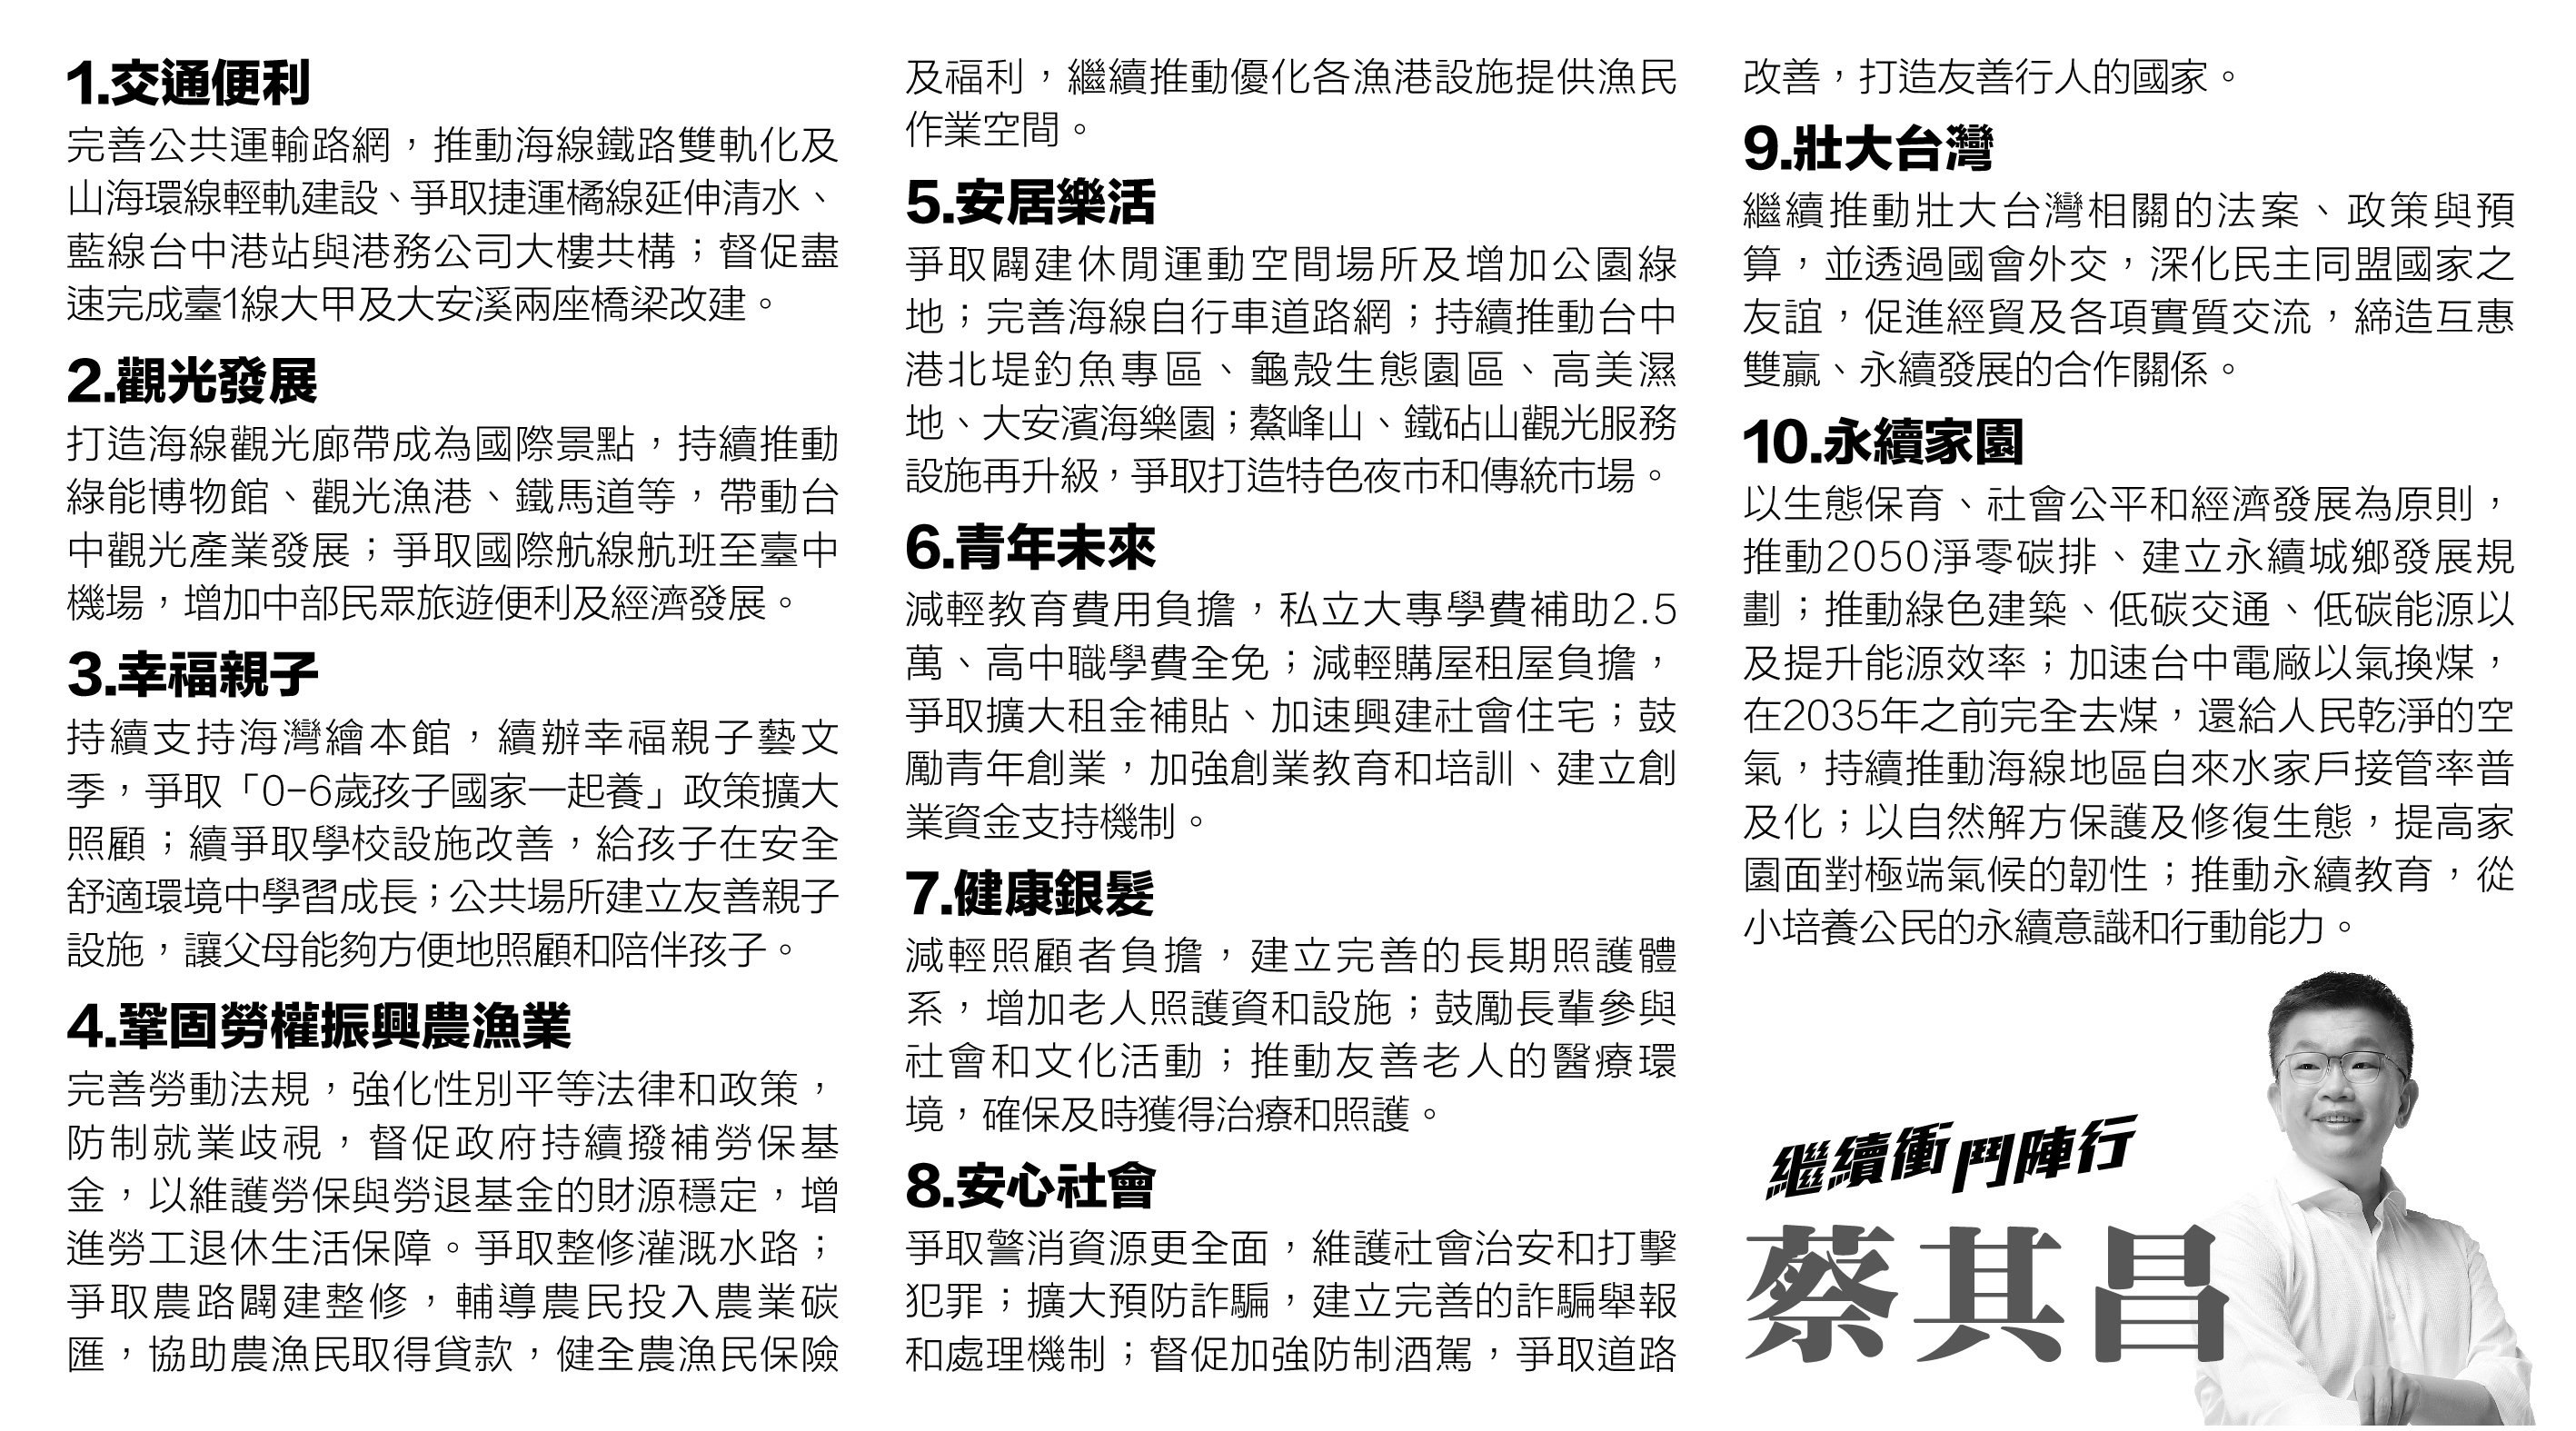 1.交通便利
完善公共運輸路網，推動海線鐵路雙軌化及
山海環線輕軌建設、爭取捷運橘線延伸清水、
藍線台中港站與港務公司大樓共構；督促盡
速完成臺1線大甲及大安溪兩座橋梁改建。
2.觀光發展
打造海線觀光廊帶成為國際景點，持續推動
綠能博物館、觀光漁港、鐵馬道等，帶動台
中觀光產業發展；爭取國際航線航班至臺中
機場，增加中部民眾旅遊便利及經濟發展。
3.幸福親子
持續支持海灣繪本館，續辦幸福親子藝文
季，爭取「0-6歲孩子國家一起養」政策擴大
照顧；續爭取學校設施改善，給孩子在安全
舒適環境中學習成長；公共場所建立友善親子
設施，讓父母能夠方便地照顧和陪伴孩子。
4.鞏固勞權振興農漁業
完善勞動法規，強化性別平等法律和政策，
防制就業歧視，督促政府持續撥補勞保基
金，以維護勞保與勞退基金的財源穩定，增
進勞工退休生活保障。爭取整修灌溉水路；
爭取農路闢建整修，輔導農民投入農業碳
匯，協助農漁民取得貸款，健全農漁民保險
及福利，繼續推動優化各漁港設施提供漁民
作業空間。
5.安居樂活
爭取闢建休閒運動空間場所及增加公園綠
地；完善海線自行車道路網；持續推動台中
港北堤釣魚專區、龜殼生態園區、高美濕
地、大安濱海樂園；鰲峰山、鐵砧山觀光服務
設施再升級，爭取打造特色夜市和傳統市場。
6.青年未來
減輕教育費用負擔，私立大專學費補助2.5
萬、高中職學費全免；減輕購屋租屋負擔，
爭取擴大租金補貼、加速興建社會住宅；鼓
勵青年創業，加強創業教育和培訓、建立創
業資金支持機制。
7.健康銀髮
減輕照顧者負擔，建立完善的長期照護體
系，增加老人照護資和設施；鼓勵長輩參與
社會和文化活動；推動友善老人的醫療環
境，確保及時獲得治療和照護。
8.安心社會
爭取警消資源更全面，維護社會治安和打擊
犯罪；擴大預防詐騙，建立完善的詐騙舉報
和處理機制；督促加強防制酒駕，爭取道路
改善，打造友善行人的國家。
9.壯大台灣
繼續推動壯大台灣相關的法案、政策與預
算，並透過國會外交，深化民主同盟國家之
友誼，促進經貿及各項實質交流，締造互惠
雙贏、永續發展的合作關係。
10.永續家園
以生態保育、社會公平和經濟發展為原則，
推動2050淨零碳排、建立永續城鄉發展規
劃；推動綠色建築、低碳交通、低碳能源以
及提升能源效率；加速台中電廠以氣換煤，
在2035年之前完全去煤，還給人民乾淨的空
氣，持續推動海線地區自來水家戶接管率普
及化；以自然解方保護及修復生態，提高家
園面對極端氣候的韌性；推動永續教育，從
小培養公民的永續意識和行動能力。
繼續衝 鬥陣行
蔡其昌